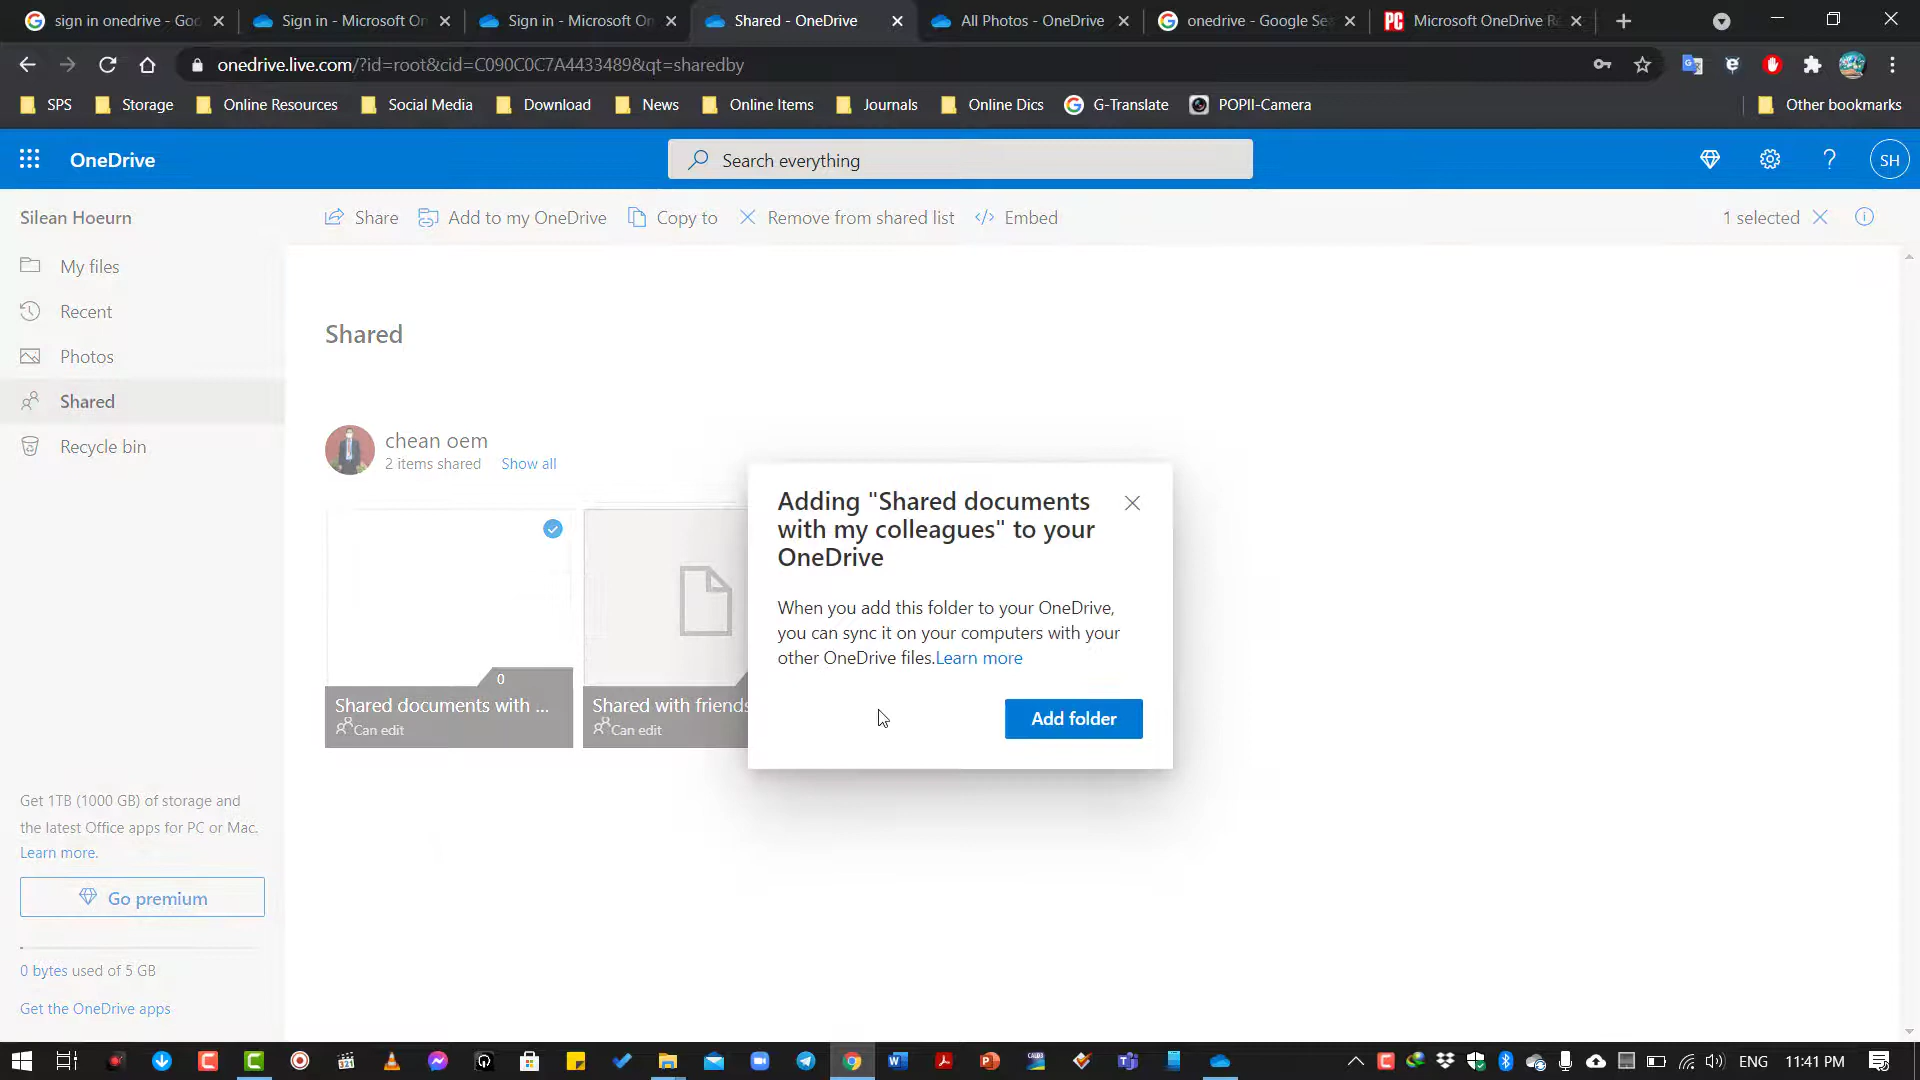 sign in onedrive - Goo
Sign in - Microsoft On
Sign in - Microsoft On
Shared - OneDrive
All Photos - OneDrive
onedrive - Google Sea
PC
Microsoft OneDrive Re
onedrive.live.com/?id=root&cid=C090C0C7A4433489&qt=sharedby
SPS
Storage
Online Resources
Social Media
Download
News
Online Items
Journals
Online Dics
G-Translate
POPII-Camera
Other bookmarks
OneDrive
Search everything
SH
Silean Hoeurn
Share
Add to my OneDrive
Copy to
Remove from shared list
Embed
1 selected
My files
Recent
Photos
Shared
Recycle bin
Shared
chean oem
2 items shared
Show all
0
Shared documents with ...
Can edit
Shared with friends
Can edit
Adding "Shared documents
with my colleagues" to your
OneDrive
When you add this folder to your OneDrive,
you can sync it on your computers with your
other OneDrive files.Learn more
Add folder
Get 1TB (1000 GB) of storage and
the latest Office apps for PC or Mac.
Learn more.
Go premium
0 bytes used of 5 GB
Get the OneDrive apps
ENG
11:41 PM